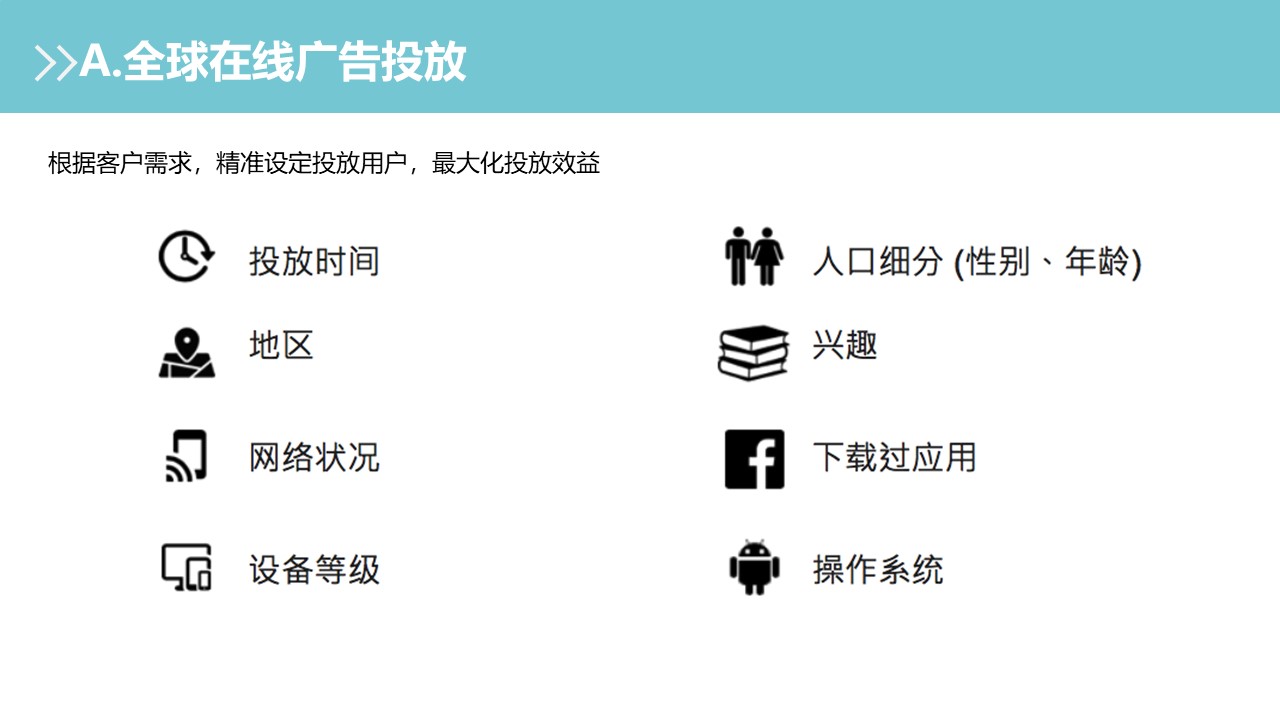 A.全球在线广告投放
根据客户需求，精准设定投放用户，最大化投放效益
投放时间
人口细分 (性别、年龄)
地区
兴趣
网络状况
下载过应用
设备等级
操作系统